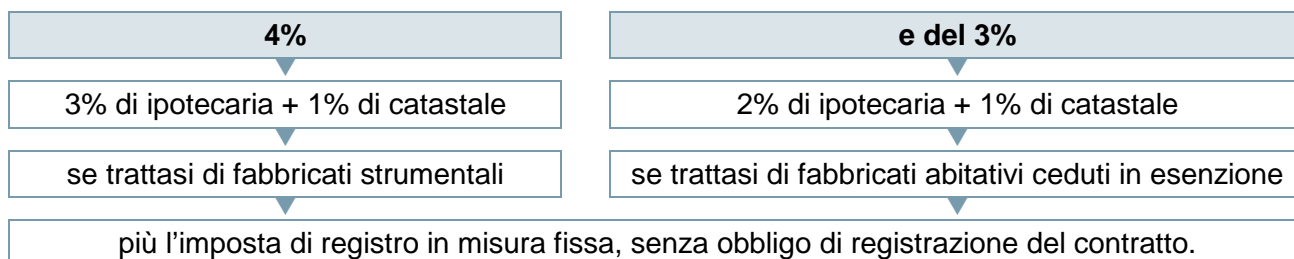 4%
e del 3%
3% di ipotecaria + 1% di catastale
2% di ipotecaria + 1% di catastale
se trattasi di fabbricati strumentali
se trattasi di fabbricati abitativi ceduti in esenzione
più l’imposta di registro in misura fissa, senza obbligo di registrazione del contratto.